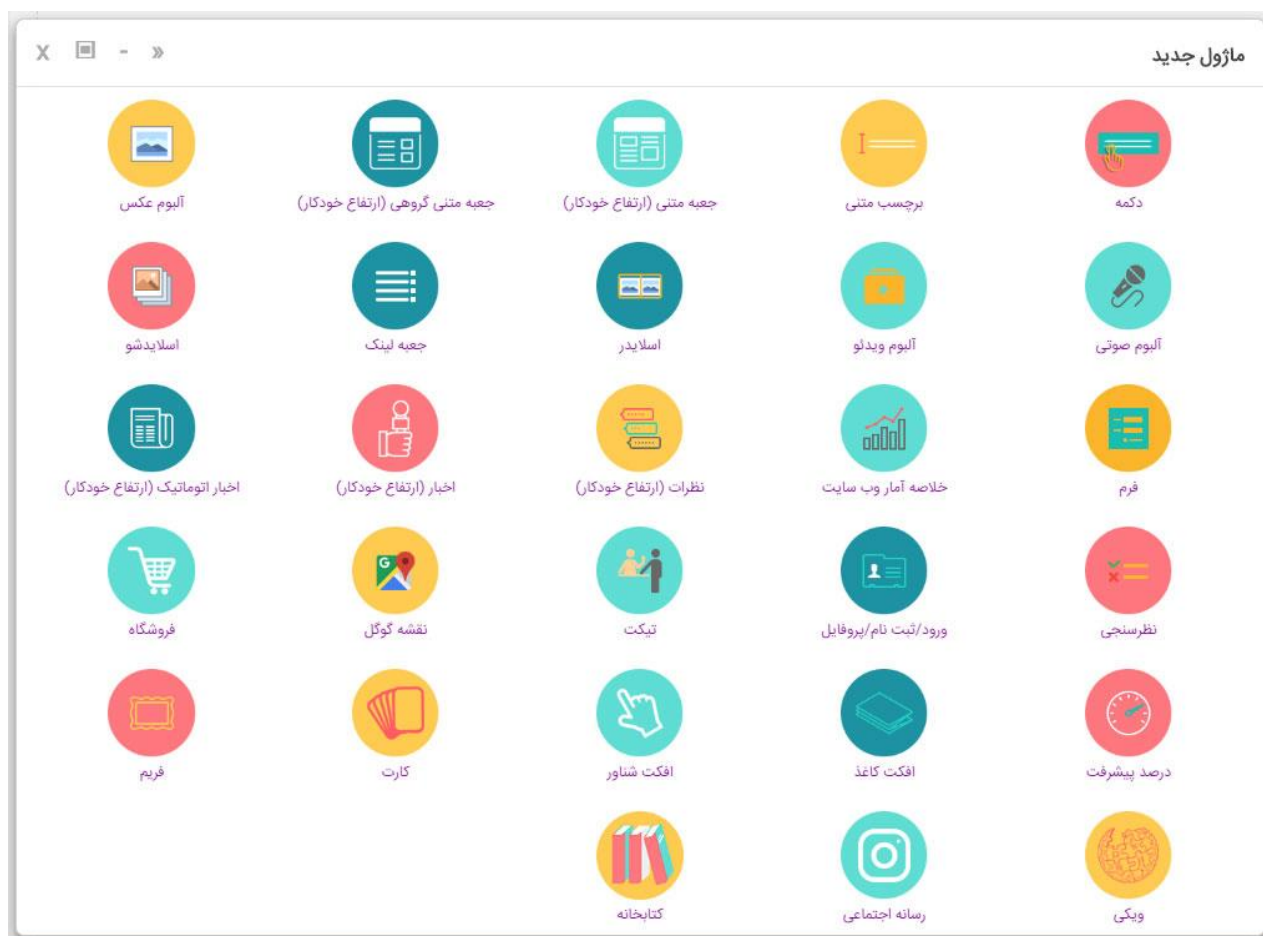 ماژول جدید
» - X
دکمه
برچسب متنی
جعبه متنی (ارتفاع خودکار)
جعبه متنی گروهی (ارتفاع خودکار)
آلبوم عکس
آلبوم صوتی
آلبوم ویدئو
اسلایدر
جعبه لینک
اسلایدشو
فرم
خلاصه آمار وب سایت
نظرات (ارتفاع خودکار)
اخبار (ارتفاع خودکار)
اخبار اتوماتیک (ارتفاع خودکار)
نظرسنجی
ورود/ثبت نام/پروفایل
تیکت
نقشه گوگل
فروشگاه
درصد پیشرفت
افکت کاغذ
افکت شناور
کارت
فریم
ویکی
رسانه اجتماعی
کتابخانه